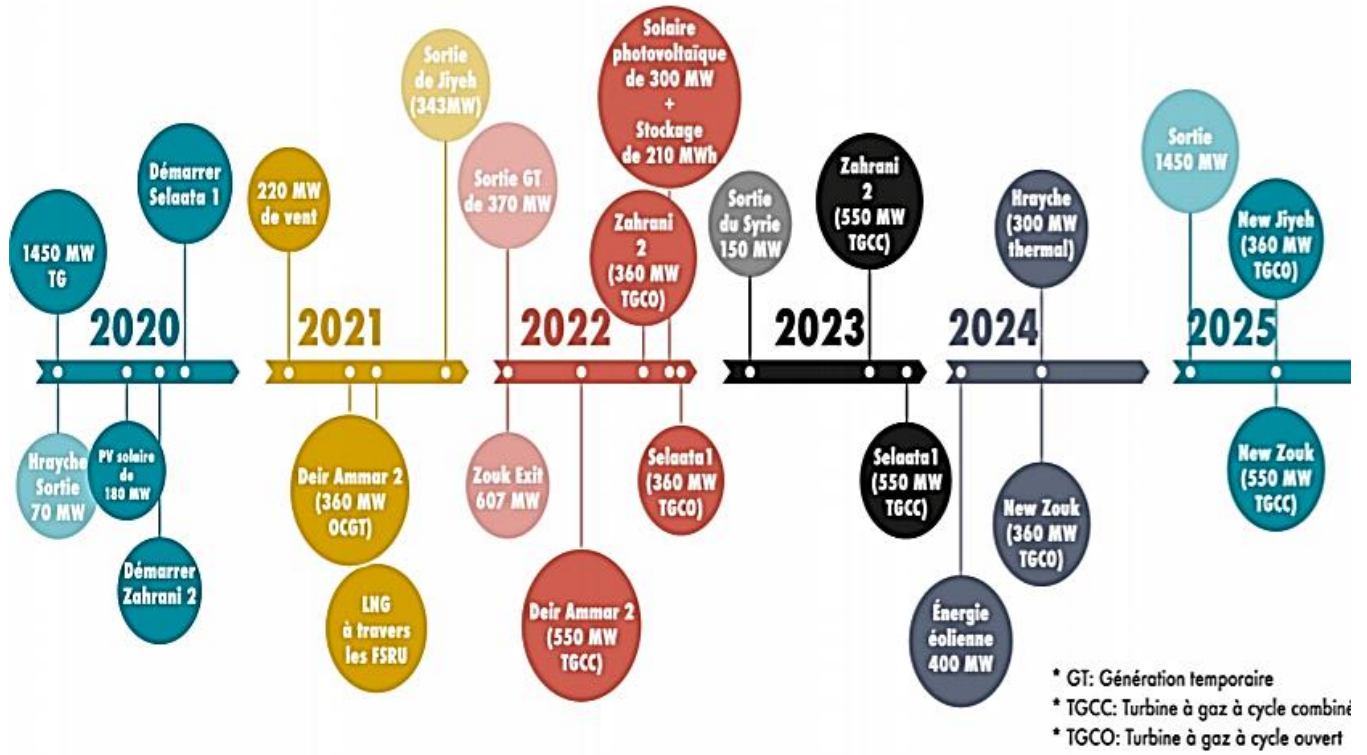 1450 MW
TG
Hrayche
Sortie
70 MW
PV solaire
de
180 MW
Démarrer
Zahrani 2
Démarrer
Selaata 1
2020
220 MW
de vent
Deir Ammar 2
(360 MW
OCGT)
LNG
à travers
les FSRU
Sortie
de Jiyeh
(343MW)
2021
Sortie GT
de 370 MW
Zouk Exit
607 MW
Deir Ammar 2
(550 MW
TGCC)
Zahrani
2
(360 MW
TGCO)
Solaire
photovoltaïque
de 300 MW
+
Stockage
de 210 MWh
Selaata1
(360 MW
TGCO)
2022
Sortie
du Syrie
150 MW
Zahrani
2
(550 MW
TGCC)
Selaata1
(550 MW
TGCC)
2023
Énergie
éolienne
400 MW
Hrayche
(300 MW
thermal)
New Zouk
(360 MW
TGCO)
2024
Sortie
1450 MW
New Jiyeh
(360 MW
TGCO)
New Zouk
(550 MW
TGCC)
2025
* GT: Génération temporaire
* TGCC: Turbine à gaz à cycle combiné
* TGCO: Turbine à gaz à cycle ouvert